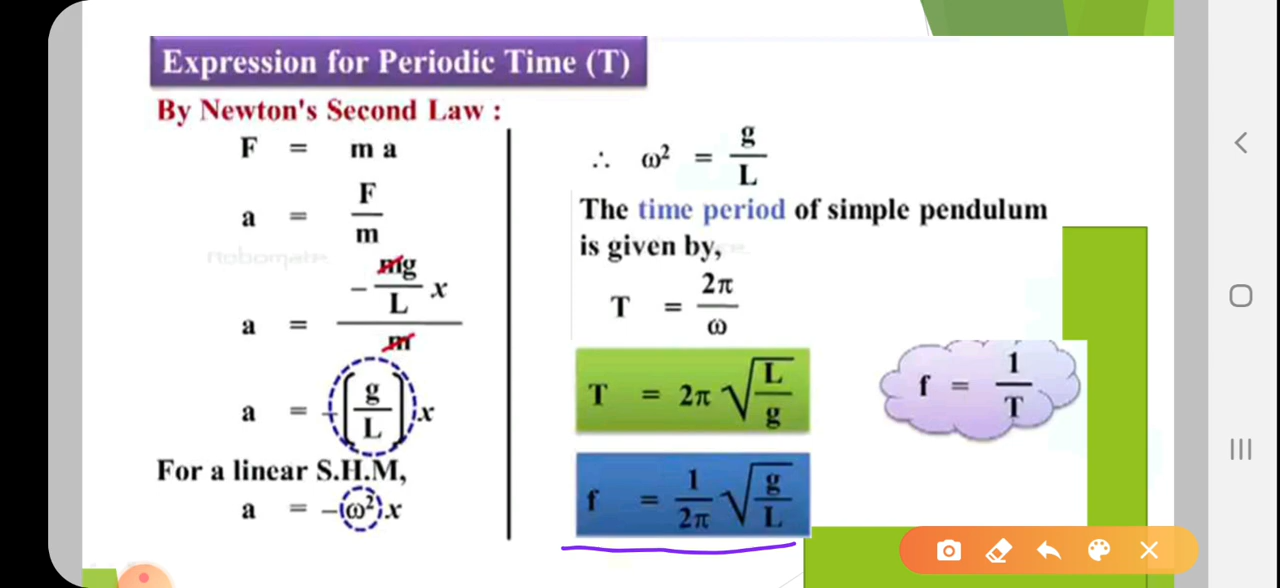 Expression for Periodic Time (T)
By Newton's Second Law :
F = m a
a = F/m
a = (- mg/L x)/m
a = -(g/L)x
For a linear S.H.M,
a = -(ω²)x
∴ ω² = g/L
The time period of simple pendulum
is given by,
T = 2π/ω
T = 2π √(L/g)
f = 1/2π √(g/L)
f = 1/T